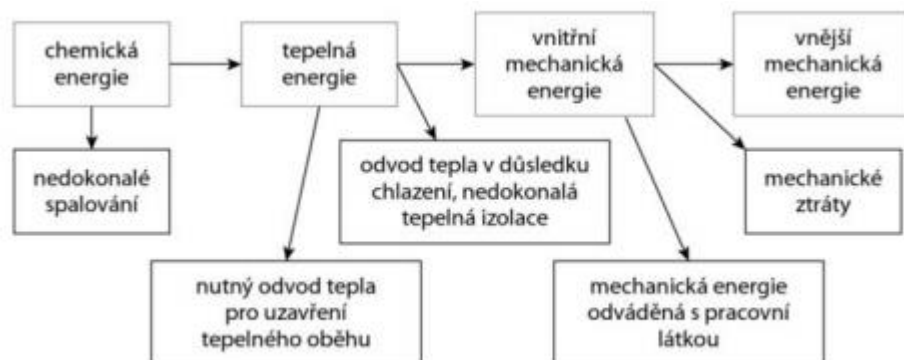 chemická
energie
tepelná
energie
vnitřní
mechanická
energie
vnější
mechanická
energie
nedokonalé
spalování
odvod tepla v důsledku
chlazení, nedokonalá
tepelná izolace
mechanické
ztráty
nutný odvod tepla
pro uzavření
tepelného oběhu
mechanická energie
odváděná s pracovní
látkou